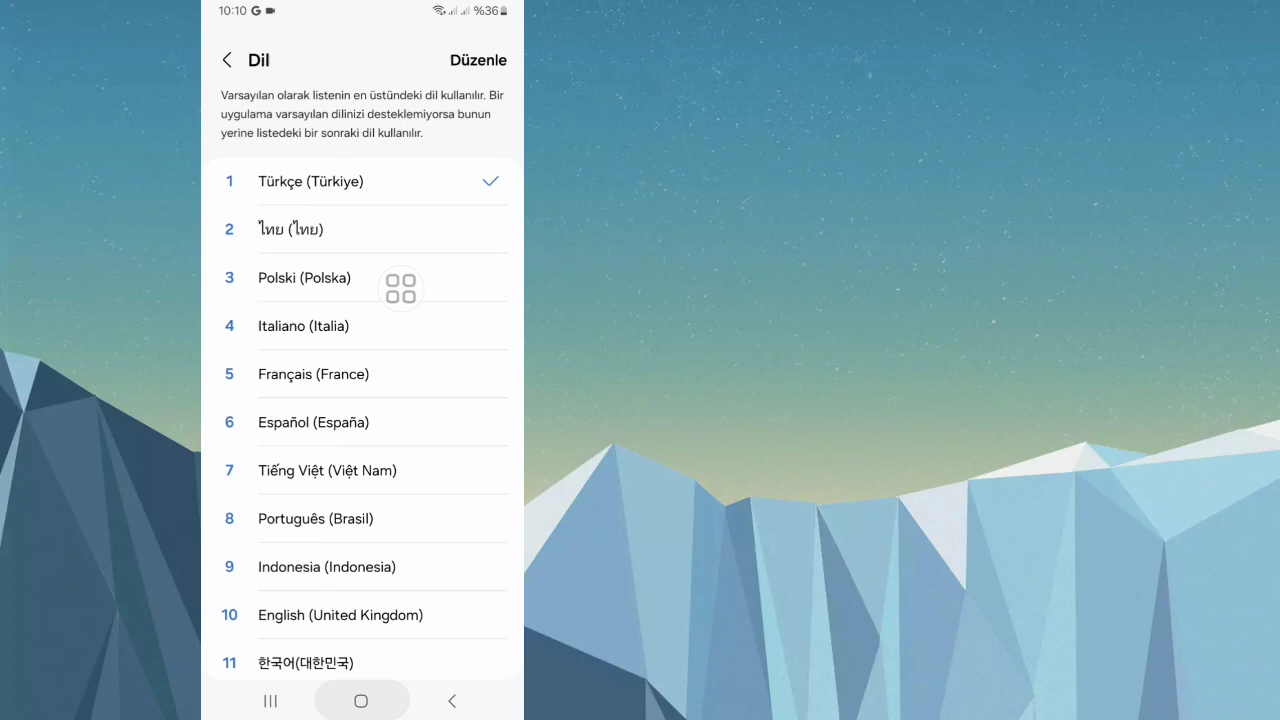 10:10 G %36
Dil
Düzenle
Varsayılan olarak listenin en üstündeki dil kullanılır. Bir
uygulama varsayılan dilinizi desteklemiyorsa bunun
yerine listedeki bir sonraki dil kullanılır.
1 Türkçe (Türkiye)
2 ไทย (ไทย)
3 Polski (Polska)
4 Italiano (Italia)
5 Français (France)
6 Español (España)
7 Tiếng Việt (Việt Nam)
8 Português (Brasil)
9 Indonesia (Indonesia)
10 English (United Kingdom)
11 한국어(대한민국)